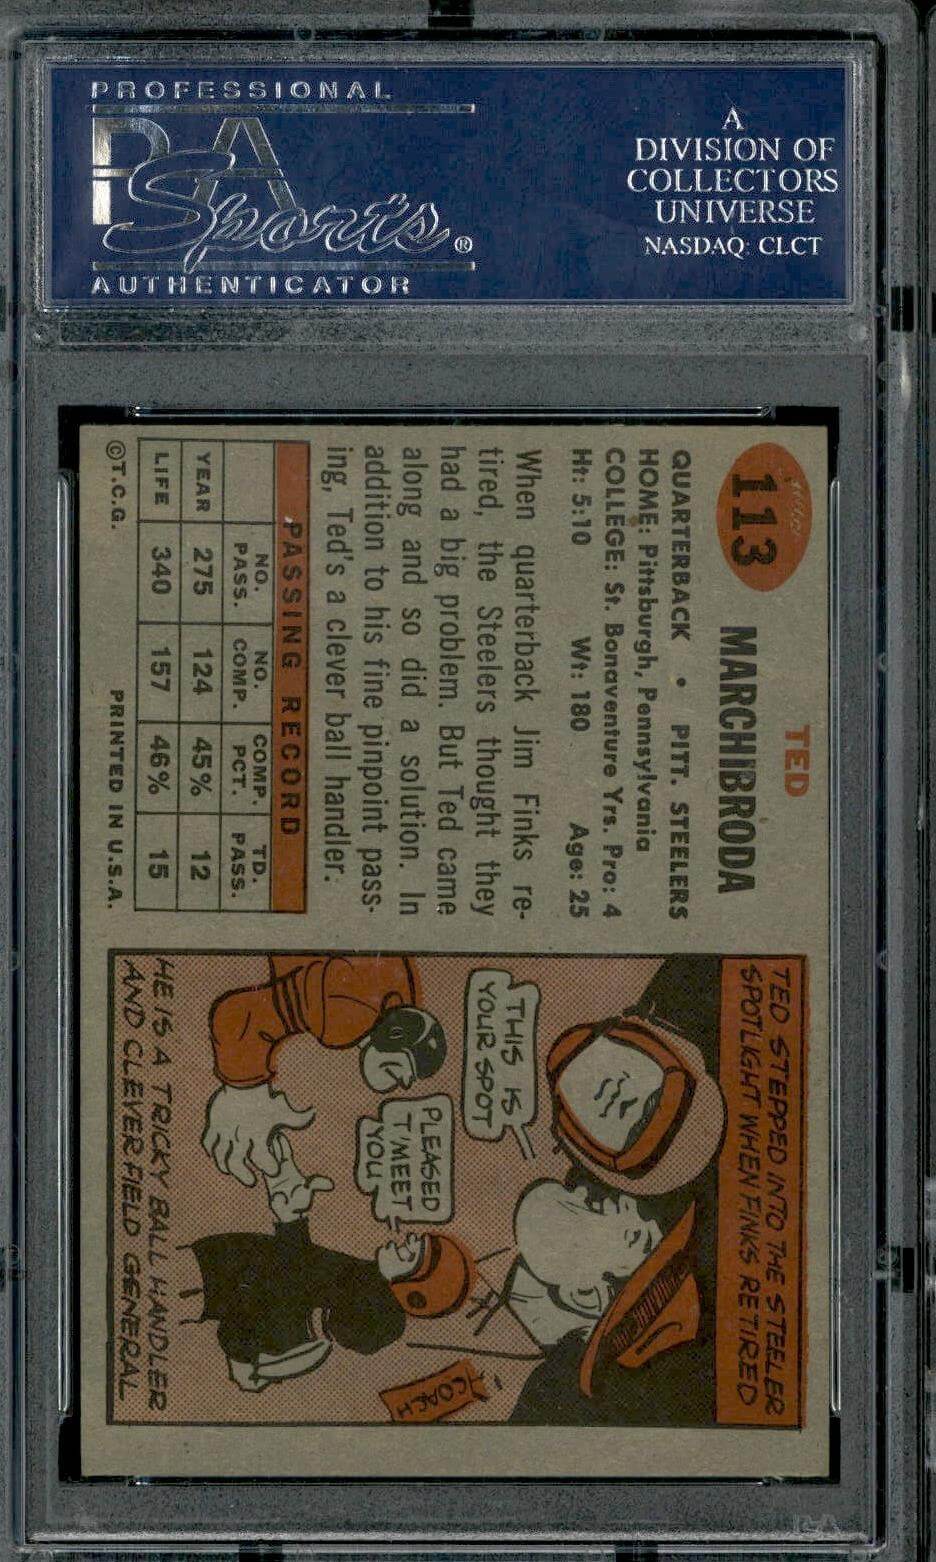 PROFESSIONAL
PSA
Sports®
AUTHENTICATOR
A
DIVISION OF
COLLECTORS
UNIVERSE
NASDAQ: CLCT
113
TED
MARCHIBRODA
QUARTERBACK • PITT. STEELERS
HOME: Pittsburgh, Pennsylvania
COLLEGE: St. Bonaventure Yrs. Pro: 4
Ht: 5:10 Wt: 180 Age: 25
When quarterback Jim Finks re-
tired, the Steelers thought they
had a big problem. But Ted came
along and so did a solution. In
addition to his fine pinpoint pass-
ing, Ted's a clever ball handler.
PASSING RECORD
NO. PASS. NO. COMP. COMP. PCT. TD. PASS.
YEAR 275 124 45% 12
LIFE 340 157 46% 15
©T.C.G. PRINTED IN U.S.A.
TED STEPPED INTO THE STEELER
SPOTLIGHT WHEN FINKS RETIRED
THIS IS
YOUR SPOT
PLEASED
T'MEET
YOU
HE IS A TRICKY BALL HANDLER
AND CLEVER FIELD GENERAL